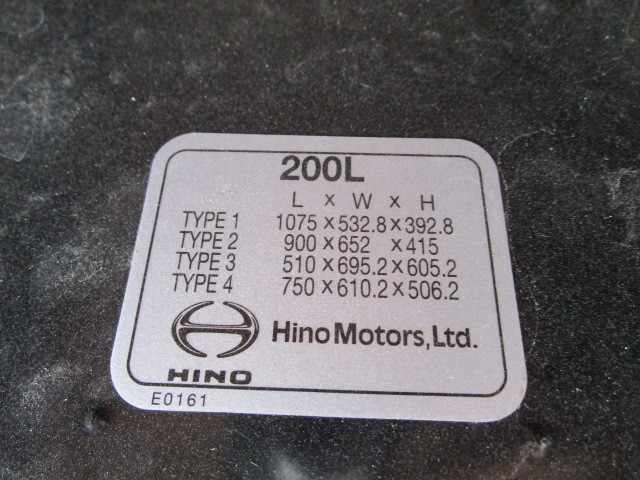 200L
L x W x H
TYPE 1 1075 x 532.8 x 392.8
TYPE 2 900 x 652 x 415
TYPE 3 510 x 695.2 x 605.2
TYPE 4 750 x 610.2 x 506.2
Hino Motors, Ltd.
HINO
E0161